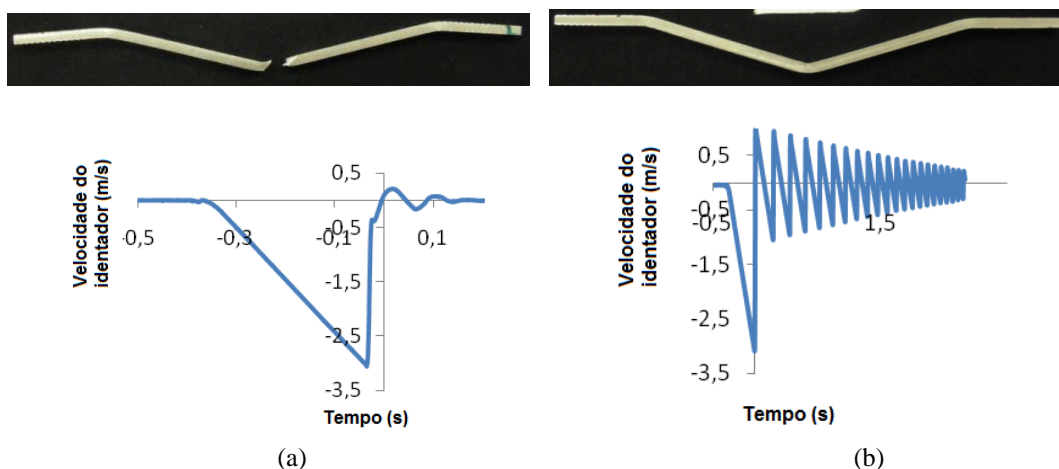 Velocidade do
identador (m/s)
0,5
-0,5
-0,3
-0,1
0,1
-0,5
-1,5
-2,5
-3,5
Tempo (s)
(a)
Velocidade do
identador (m/s)
0,5
-0,5
1,5
-1,5
-2,5
-3,5
Tempo (s)
(b)